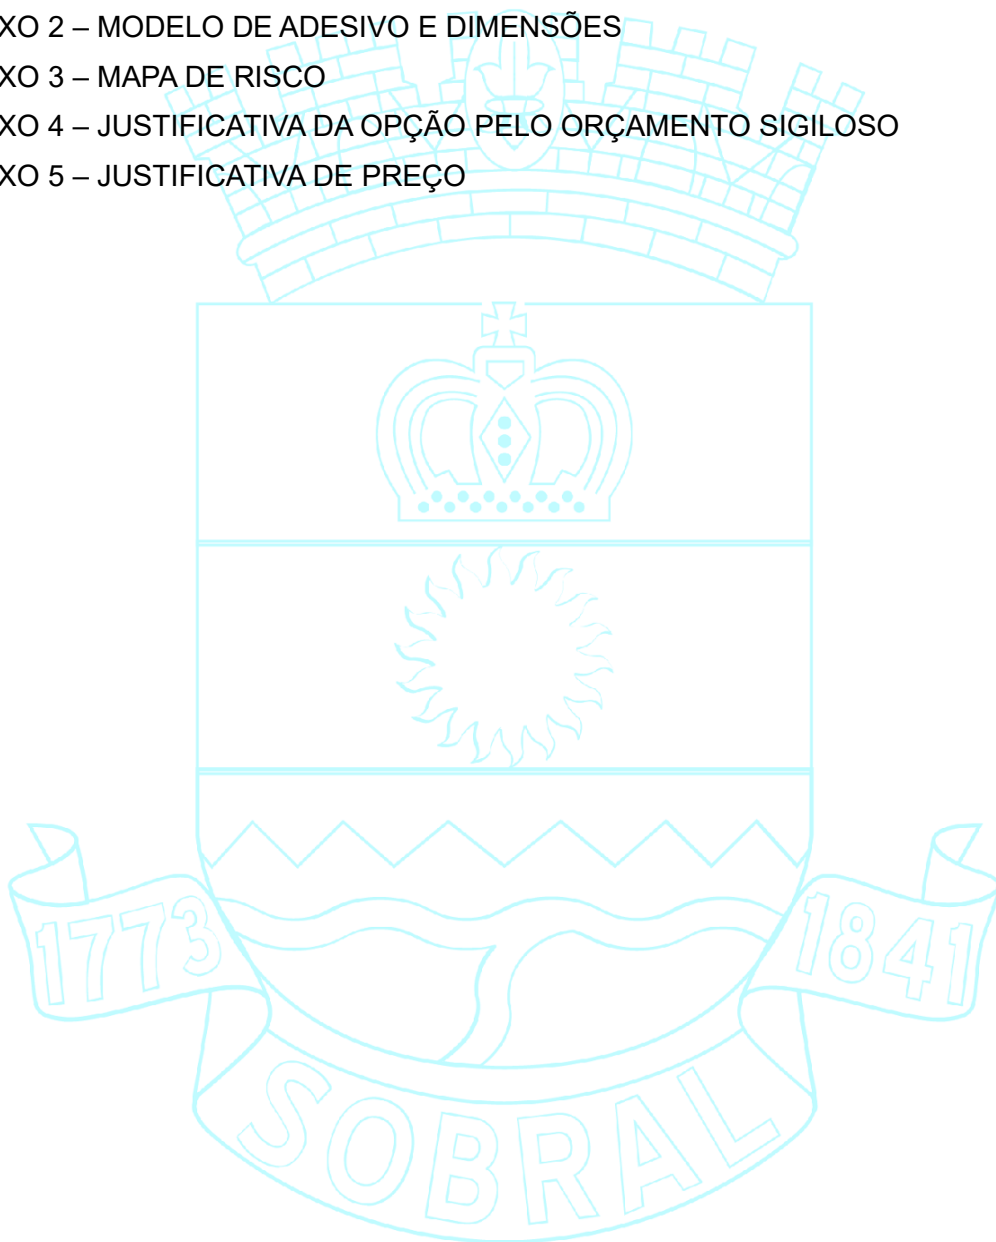 XO 2 – MODELO DE ADESIVO E DIMENSÕES
XO 3 – MAPA DE RISCO
XO 4 – JUSTIFICATIVA DA OPÇÃO PELO ORÇAMENTO SIGILOSO
XO 5 – JUSTIFICATIVA DE PREÇO
1773
1841
SOBRAL